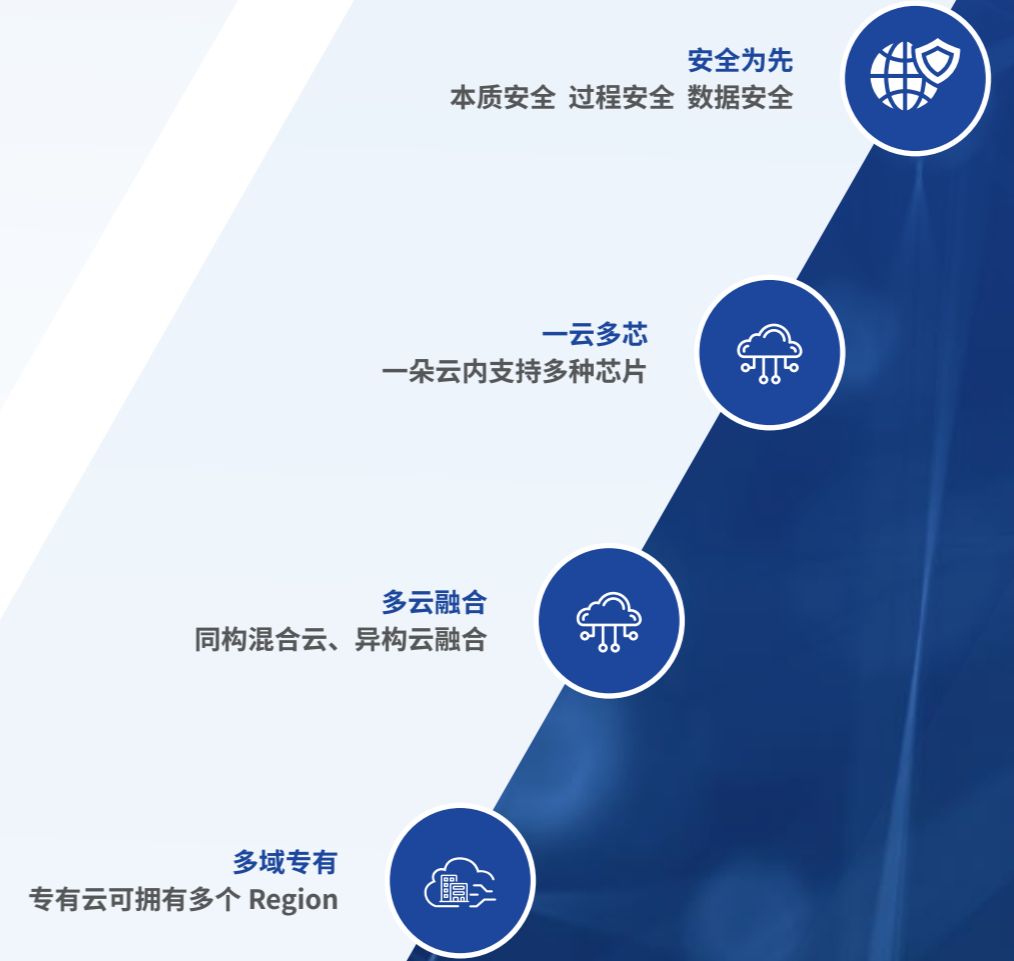 安全为先
本质安全 过程安全 数据安全
一云多芯
一朵云内支持多种芯片
多云融合
同构混合云、异构云融合
多域专有
专有云可拥有多个 Region